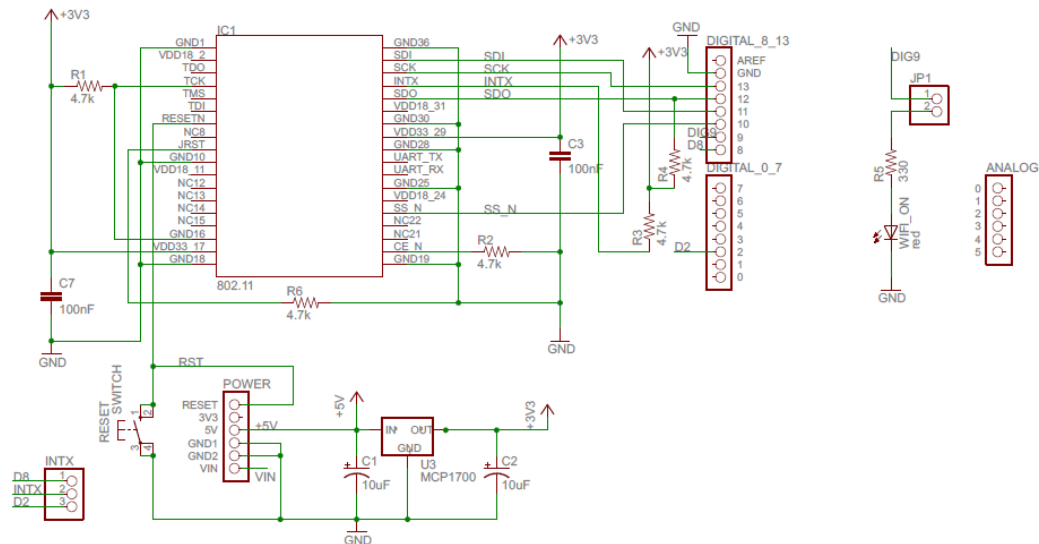 +3V3
IC1
GND1
VDD18_2
TDO
TCK
TMS
TDI
RESETN
NC8
JRST
GND10
VDD18_11
NC12
NC13
NC14
NC15
GND16
VDD33_17
GND18
GND36
SDI
SCK
INTX
SDO
VDD18_31
GND30
VDD33_29
GND28
UART_TX
UART_RX
GND25
VDD18_24
SS_N
NC22
NC21
CE_N
GND19
802.11
R1
4.7k
C7
100nF
GND
R6
4.7k
R2
4.7k
SDI
SCK
INTX
SDO
SS_N
+3V3
C3
100nF
GND
+3V3
R4
4.7k
R3
4.7k
GND
DIGITAL_8_13
AREF
GND
13
12
11
10
9
8
DIG9
D8
DIGITAL_0_7
7
6
5
4
3
2
1
0
D2
DIG9
JP1
1
2
R5
330
WIFI_ON
red
GND
ANALOG
0
1
2
3
4
5
RST
RESET
SWITCH
1
2
3
4
POWER
RESET
3V3
5V
GND1
GND2
VIN
+5V
VIN
+5V
C1
10uF
IN
OUT
GND
U3
MCP1700
C2
10uF
+3V3
GND
INTX
D8
INTX
D2
1
2
3